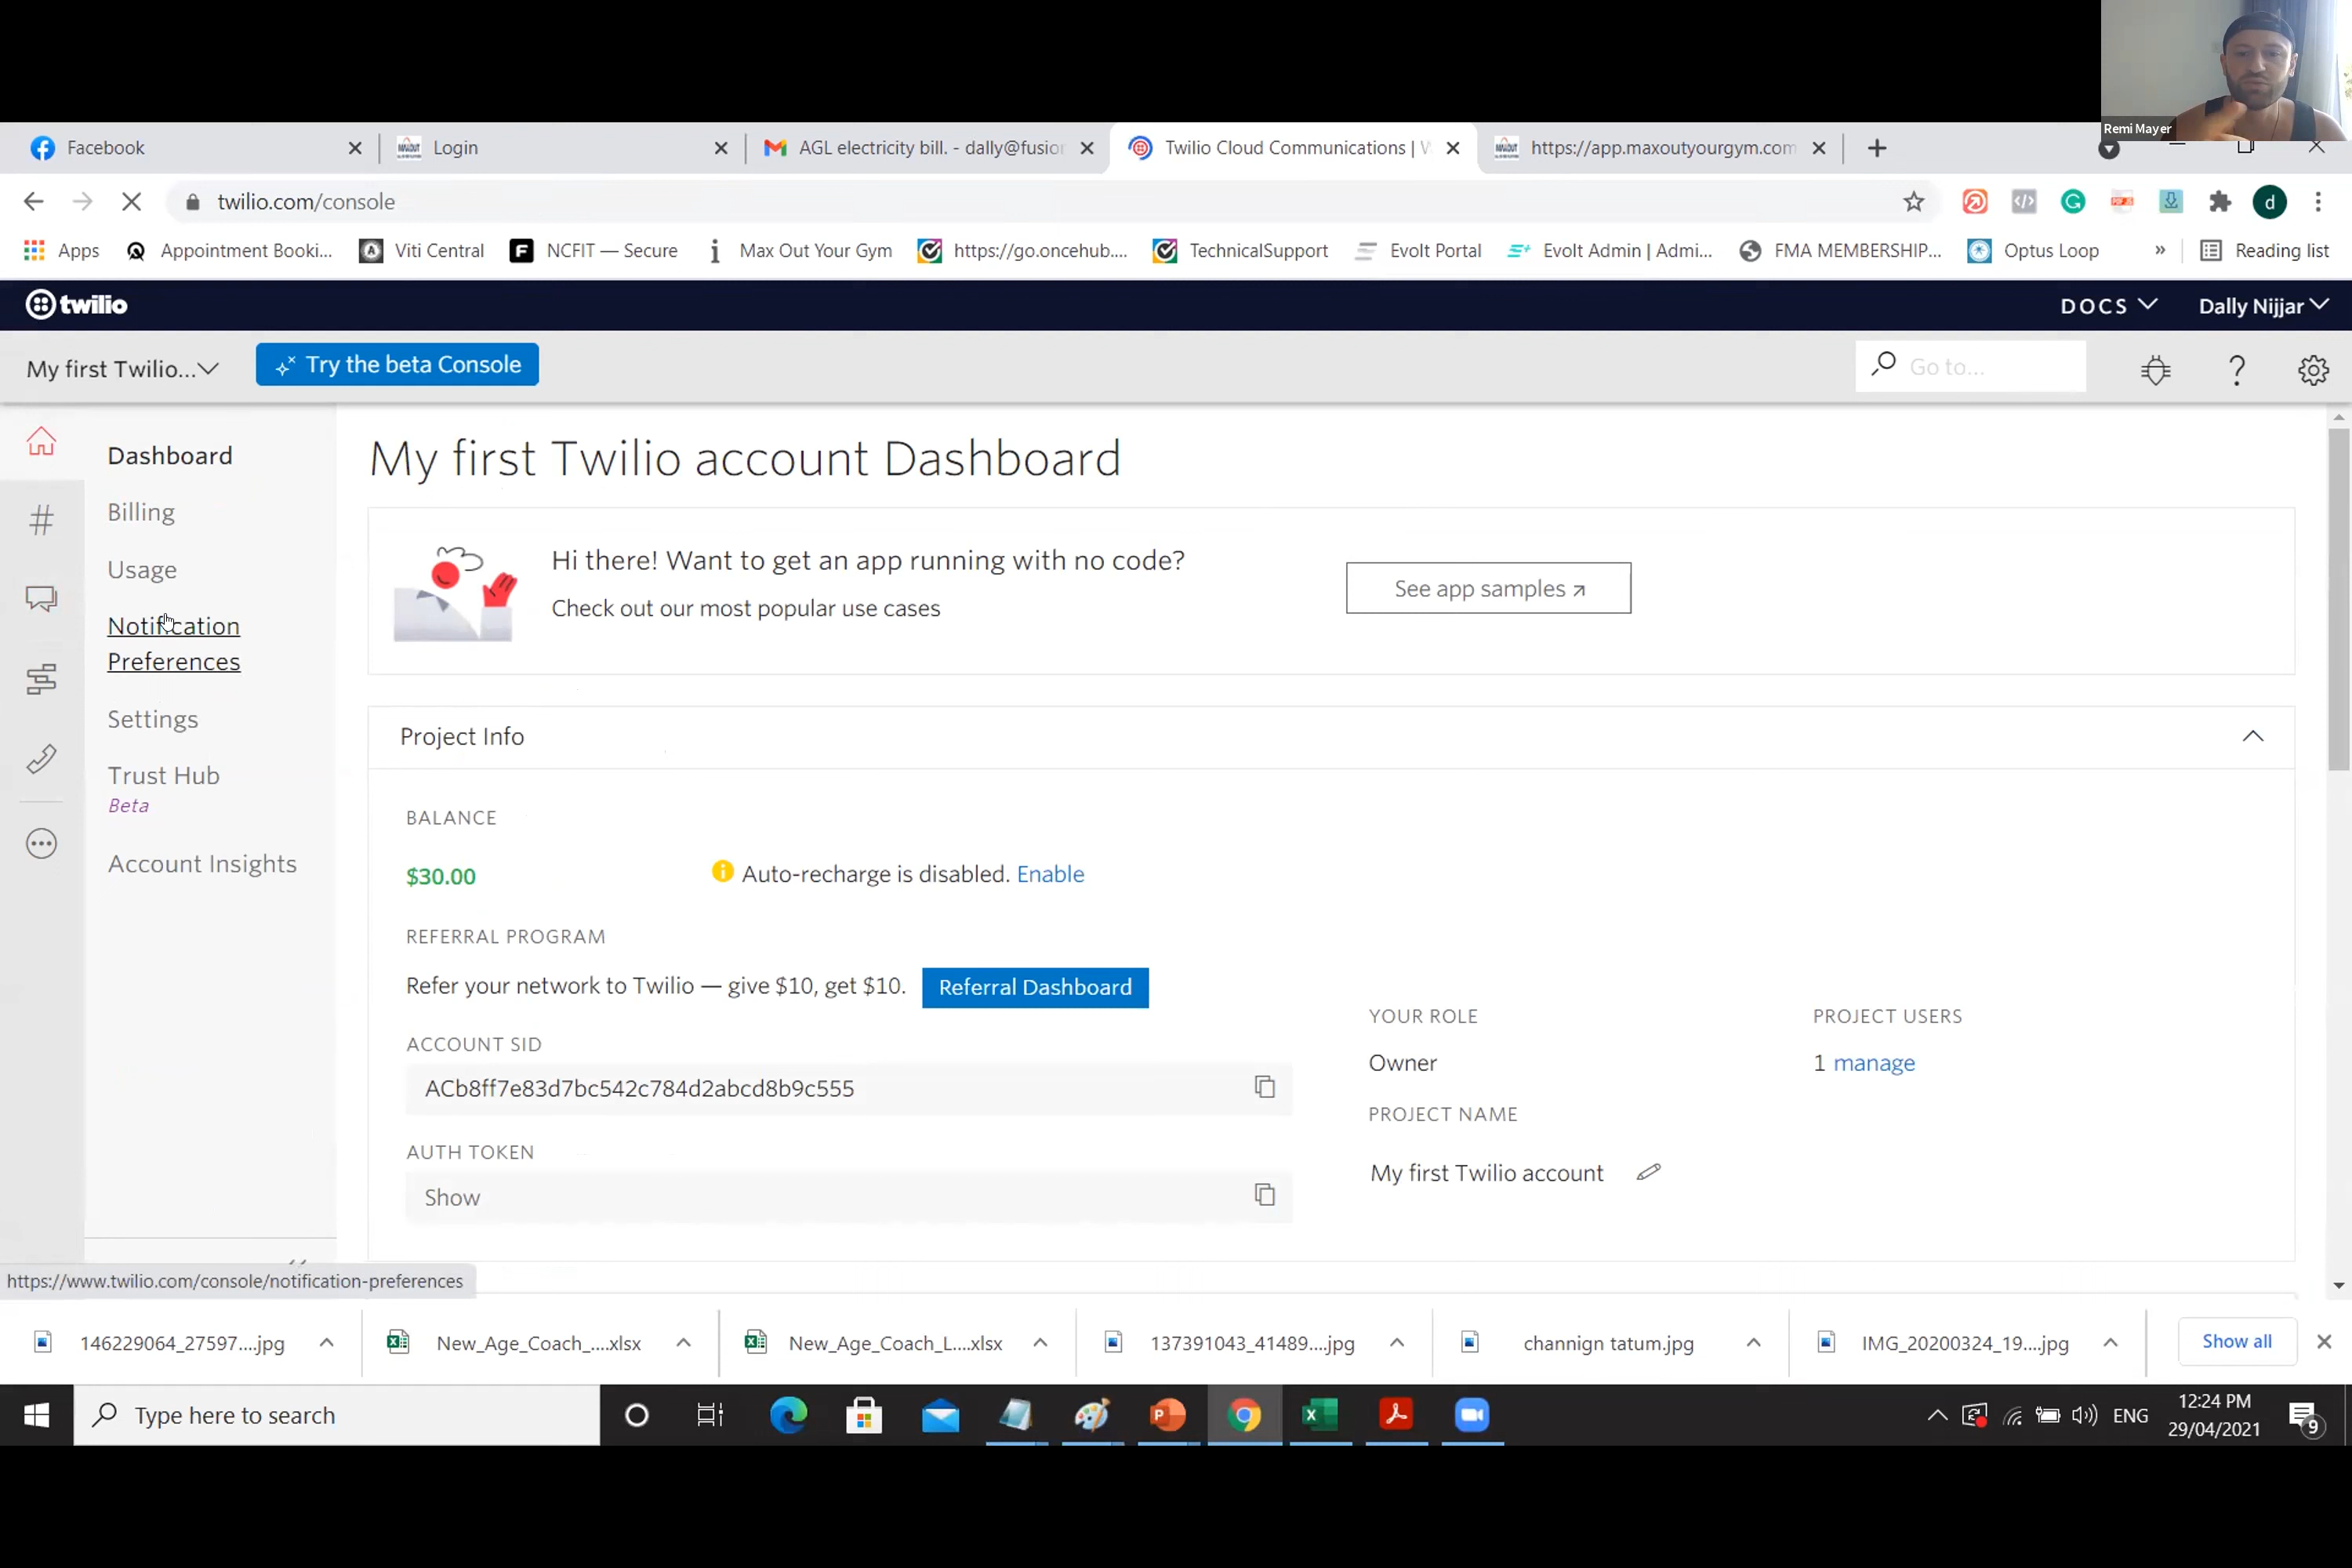 Remi Mayer
Facebook
Login
AGL electricity bill. - dally@fusion
Twilio Cloud Communications | W
https://app.maxoutyourgym.com
twilio.com/console
Apps
Appointment Booki...
Viti Central
NCFIT — Secure
Max Out Your Gym
https://go.oncehub....
TechnicalSupport
Evolt Portal
Evolt Admin | Admi...
FMA MEMBERSHIP...
Optus Loop
»
Reading list
twilio
DOCS
Dally Nijjar
My first Twilio...
Try the beta Console
Go to...
Dashboard
Billing
Usage
Notification
Preferences
Settings
Trust Hub
Beta
Account Insights
My first Twilio account Dashboard
Hi there! Want to get an app running with no code?
Check out our most popular use cases
See app samples
Project Info
BALANCE
$30.00
Auto-recharge is disabled. Enable
REFERRAL PROGRAM
Refer your network to Twilio — give $10, get $10.
Referral Dashboard
ACCOUNT SID
ACb8ff7e83d7bc542c784d2abcd8b9c555
AUTH TOKEN
Show
YOUR ROLE
Owner
PROJECT USERS
1 manage
PROJECT NAME
My first Twilio account
https://www.twilio.com/console/notification-preferences
146229064_27597....jpg
New_Age_Coach_....xlsx
New_Age_Coach_L....xlsx
137391043_41489....jpg
channign tatum.jpg
IMG_20200324_19....jpg
Show all
Type here to search
ENG
12:24 PM
29/04/2021
9